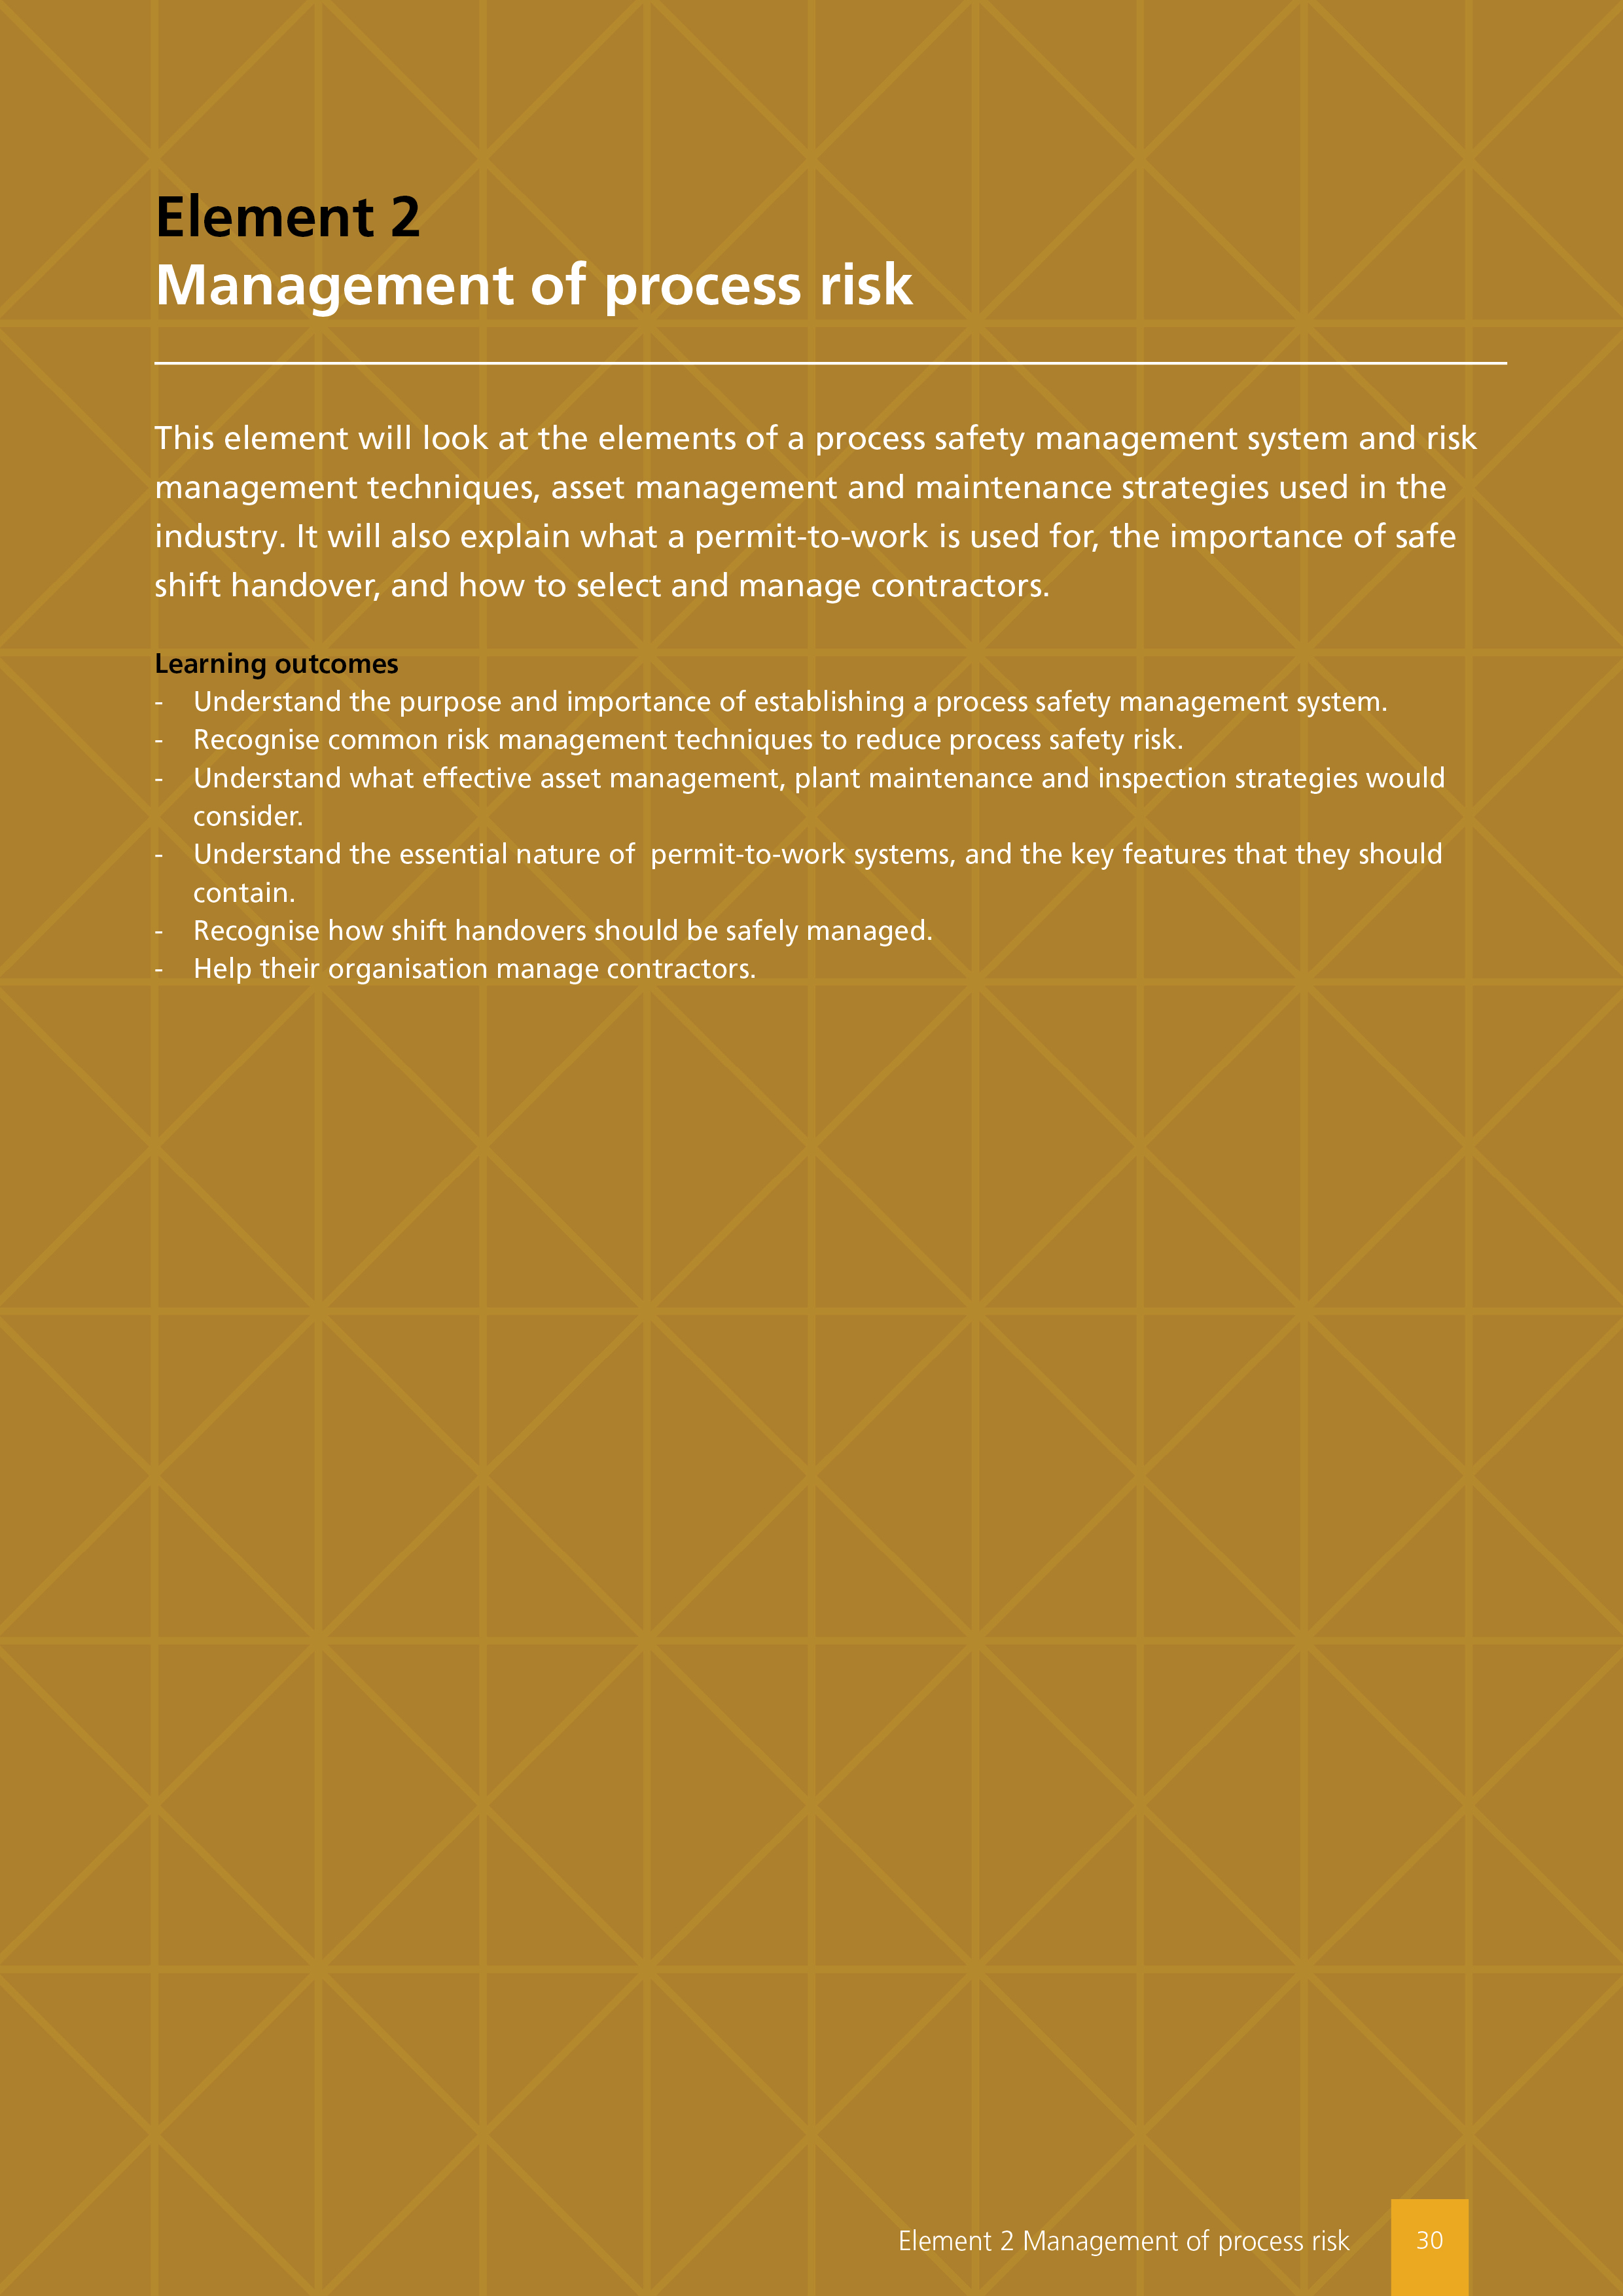 Element 2
Management of process risk
This element will look at the elements of a process safety management system and risk
management techniques, asset management and maintenance strategies used in the
industry. It will also explain what a permit-to-work is used for, the importance of safe
shift handover, and how to select and manage contractors.
Learning outcomes
- Understand the purpose and importance of establishing a process safety management system.
- Recognise common risk management techniques to reduce process safety risk.
- Understand what effective asset management, plant maintenance and inspection strategies would
consider.
- Understand the essential nature of  permit-to-work systems, and the key features that they should
contain.
- Recognise how shift handovers should be safely managed.
- Help their organisation manage contractors.
Element 2 Management of process risk 30